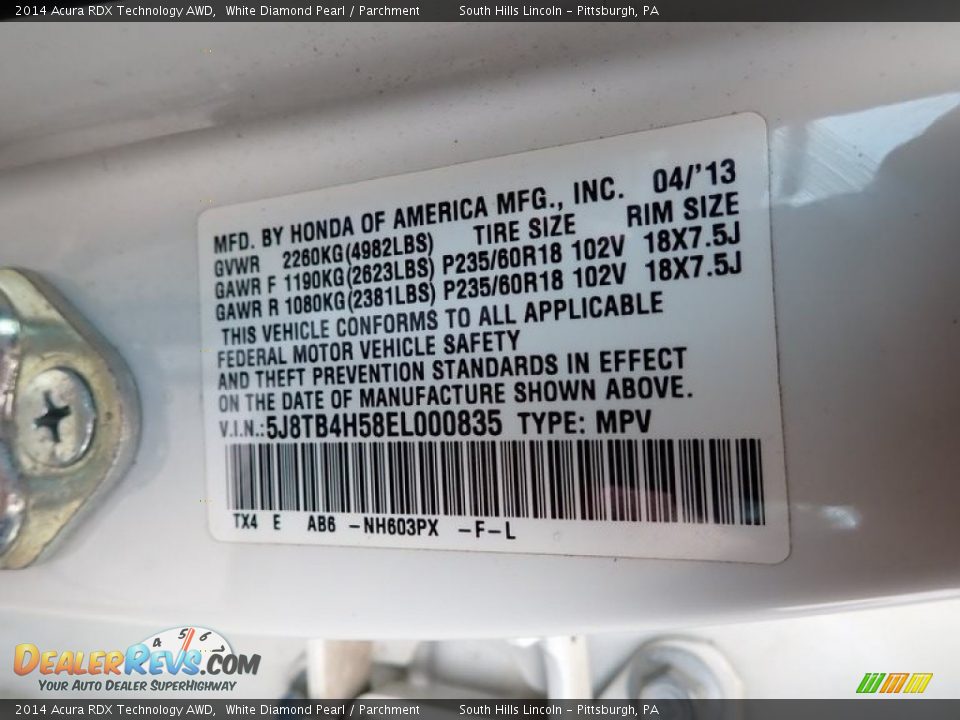 2014 Acura RDX Technology AWD, White Diamond Pearl / Parchment South Hills Lincoln - Pittsburgh, PA
MFD. BY HONDA OF AMERICA MFG., INC. 04/'13
GVWR 2260KG(4982LBS) TIRE SIZE RIM SIZE
GAWR F 1190KG(2623LBS) P235/60R18 102V 18X7.5J
GAWR R 1080KG(2381LBS) P235/60R18 102V 18X7.5J
THIS VEHICLE CONFORMS TO ALL APPLICABLE
FEDERAL MOTOR VEHICLE SAFETY
AND THEFT PREVENTION STANDARDS IN EFFECT
ON THE DATE OF MANUFACTURE SHOWN ABOVE.
V.I.N.:5J8TB4H58EL000835 TYPE: MPV
TX4 E AB6 -NH603PX -F-L
4 5 6
DEALERREVS.COM
YOUR AUTO DEALER SUPERHIGHWAY
2014 Acura RDX Technology AWD, White Diamond Pearl / Parchment South Hills Lincoln - Pittsburgh, PA